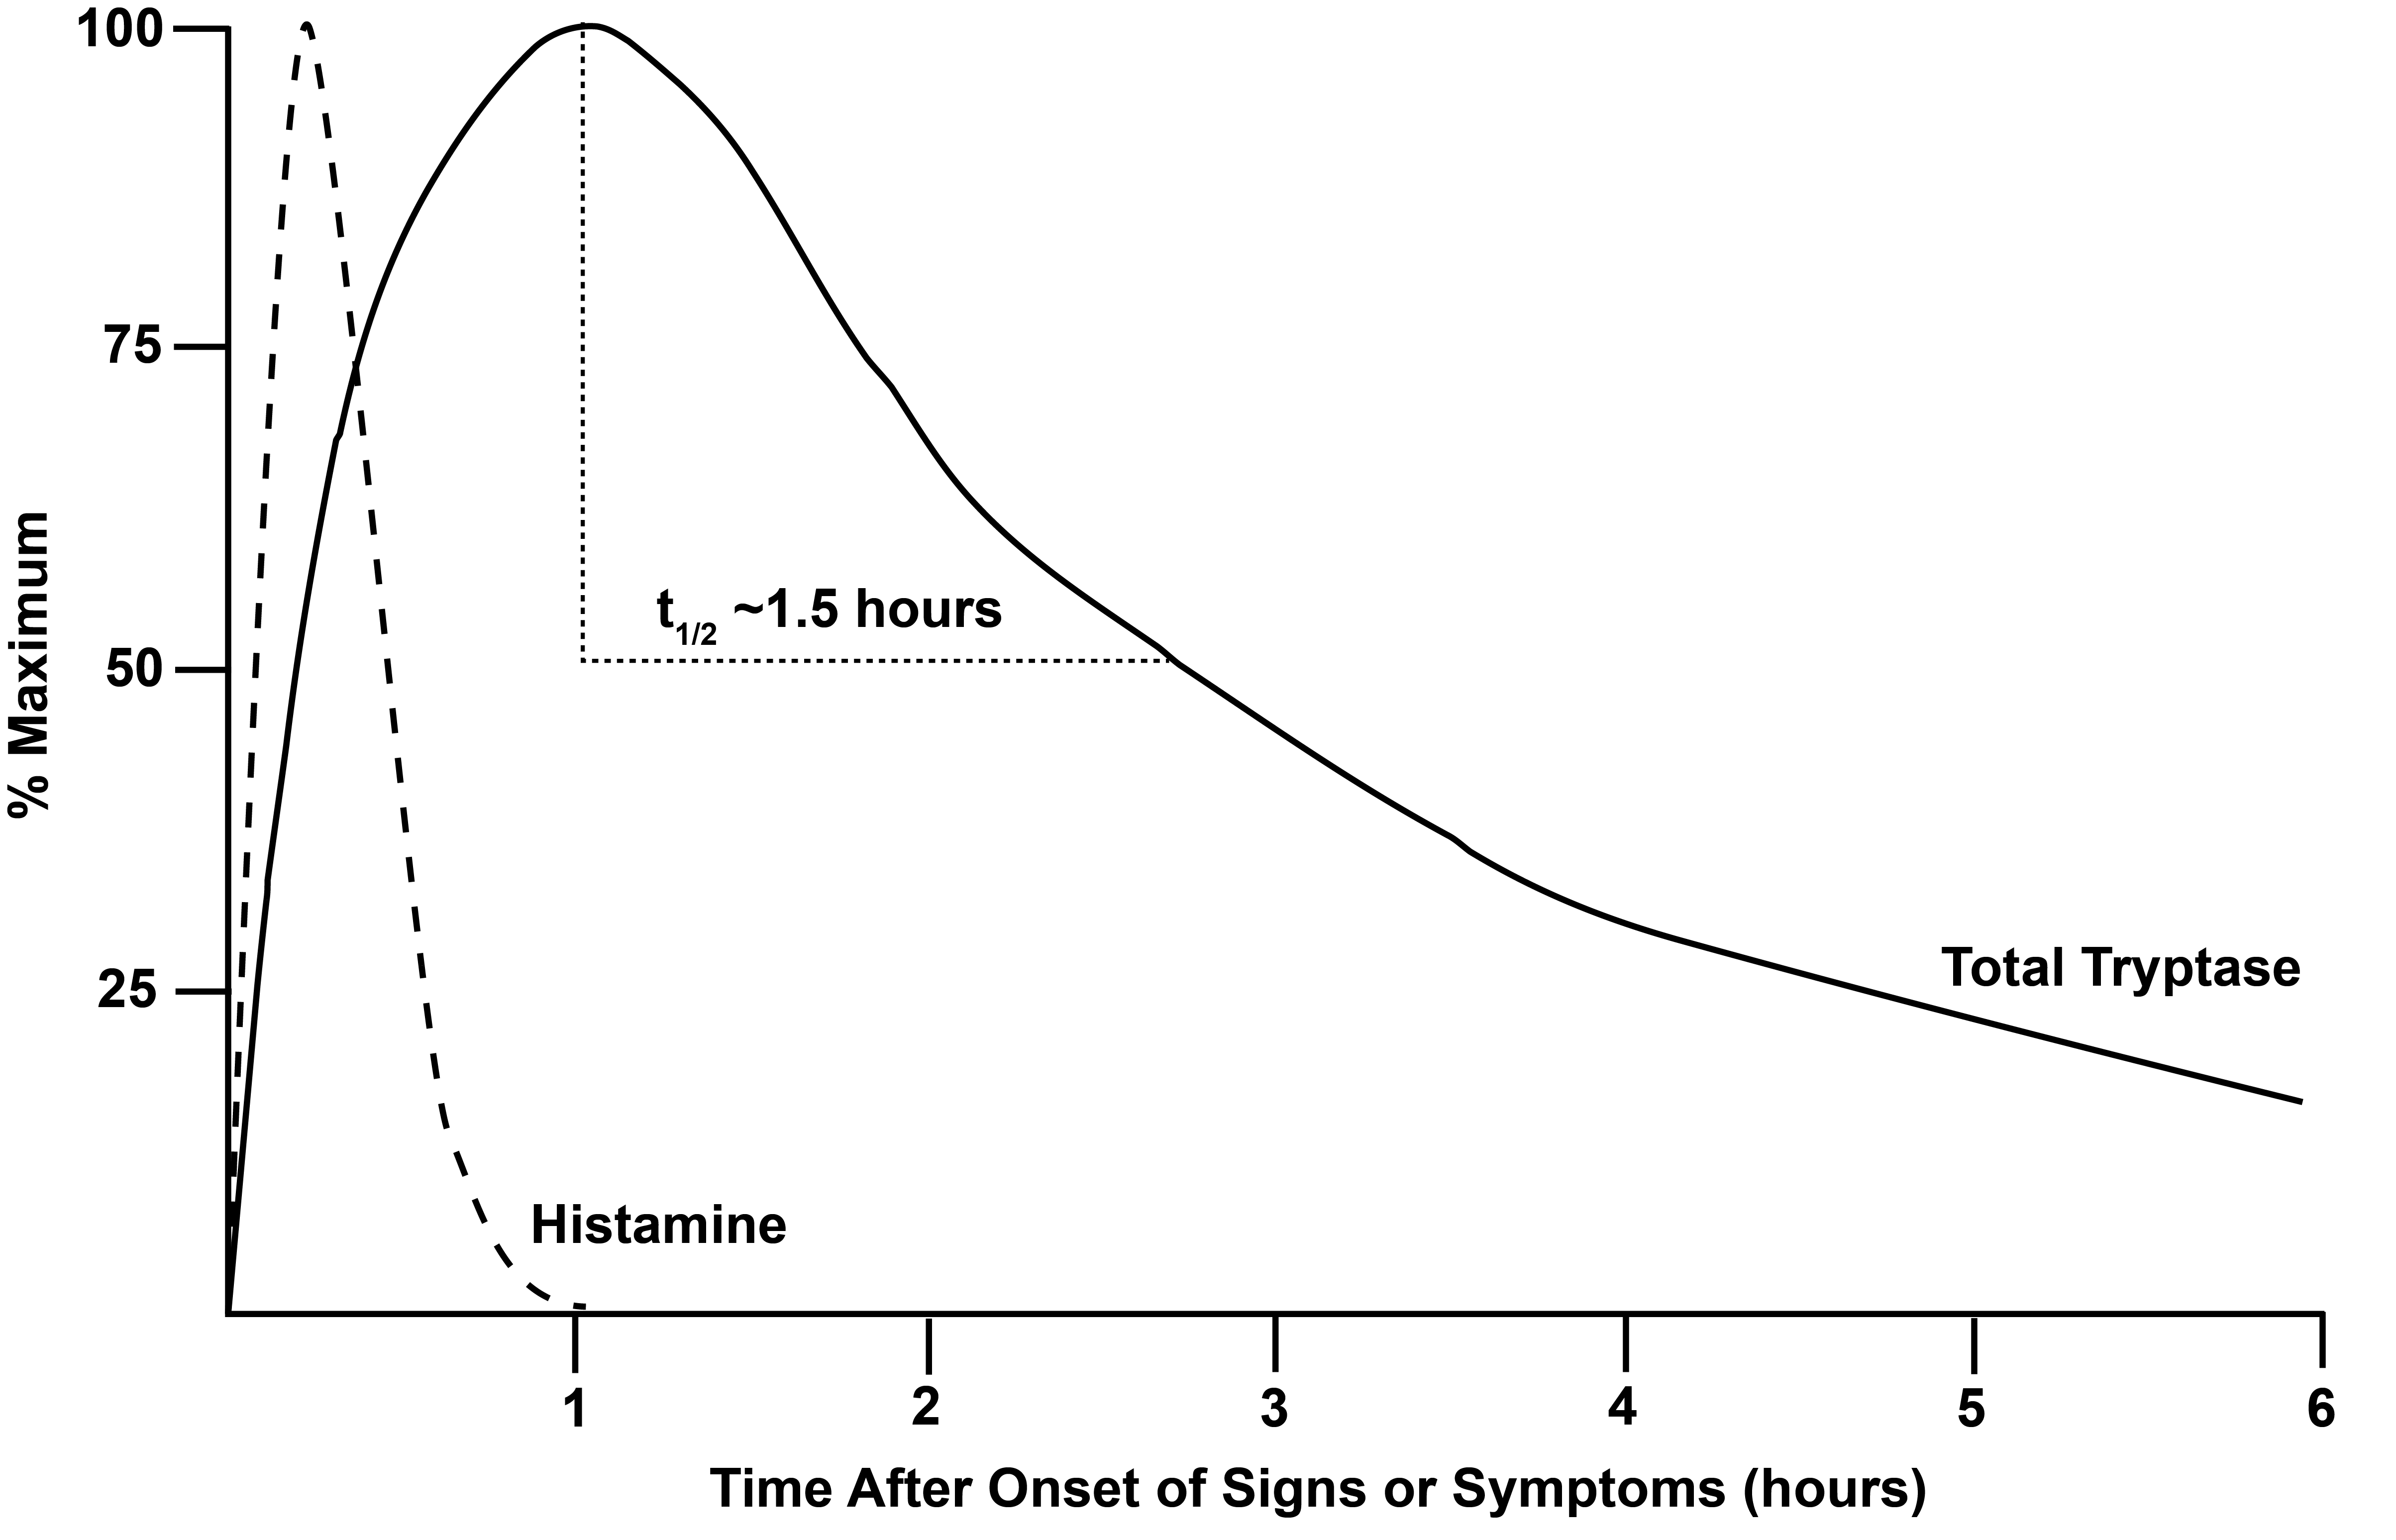 100
75
50
25
% Maximum
t1/2 ~1.5 hours
Total Tryptase
Histamine
1 2 3 4 5 6
Time After Onset of Signs or Symptoms (hours)